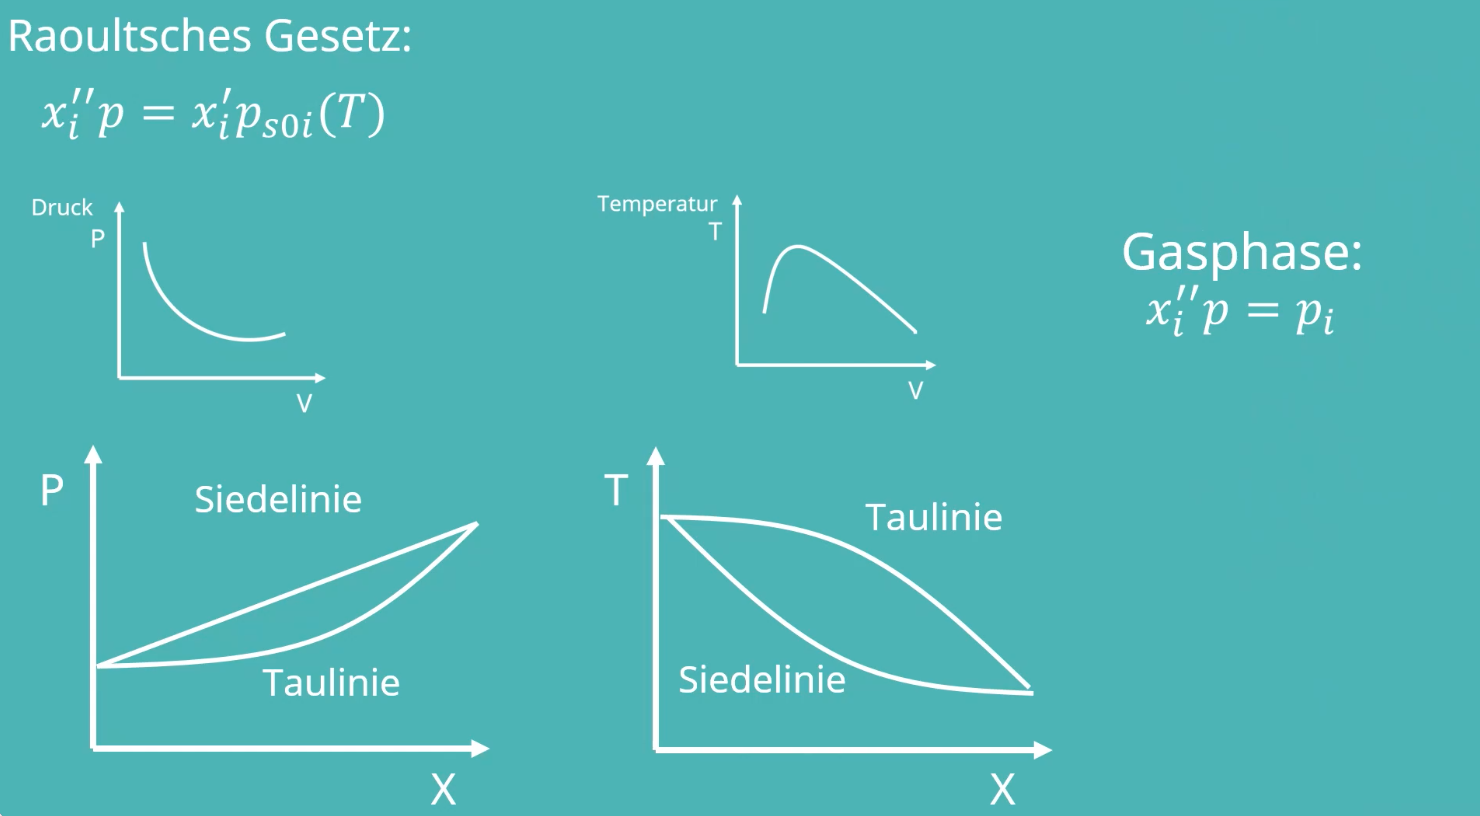 Raoultsches Gesetz:
x_i''p = x_i'p_{s0i}(T)
Druck
P
V
Temperatur
T
V
Gasphase:
x_i''p = p_i
P
Siedelinie
Taulinie
X
T
Taulinie
Siedelinie
X